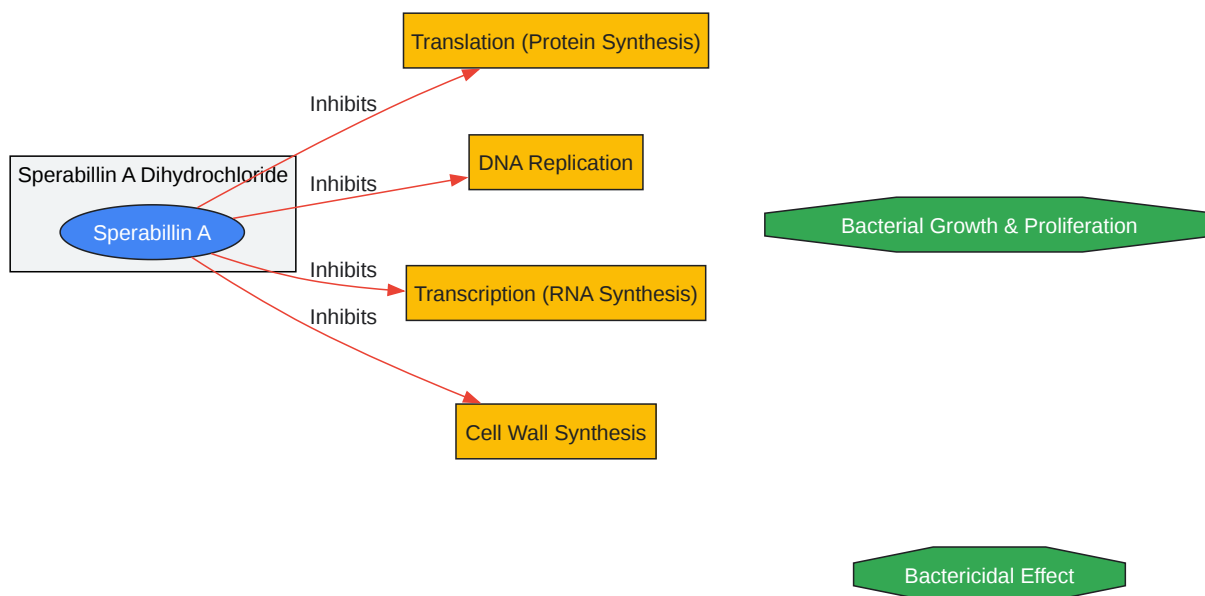 Translation (Protein Synthesis)
Inhibits
DNA Replication
Sperabillin A Dihydrochloride
Inhibits
Bacterial Growth & Proliferation
Sperabillin A
Inhibits
Transcription (RNA Synthesis)
Inhibits
Cell Wall Synthesis
Bactericidal Effect